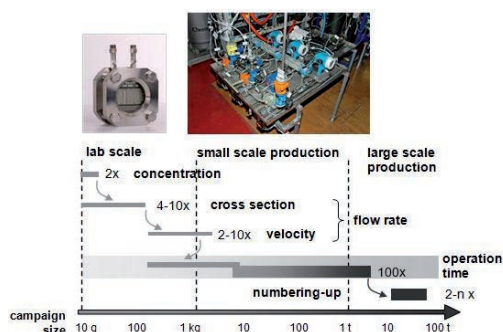 lab scale
small scale production
large scale
production
2x concentration
4-10x cross section
flow rate
2-10x velocity
operation
time
100x
numbering-up
2-n x
campaign
size
10 g 100 1 kg 10 100 1 t 10 100 t